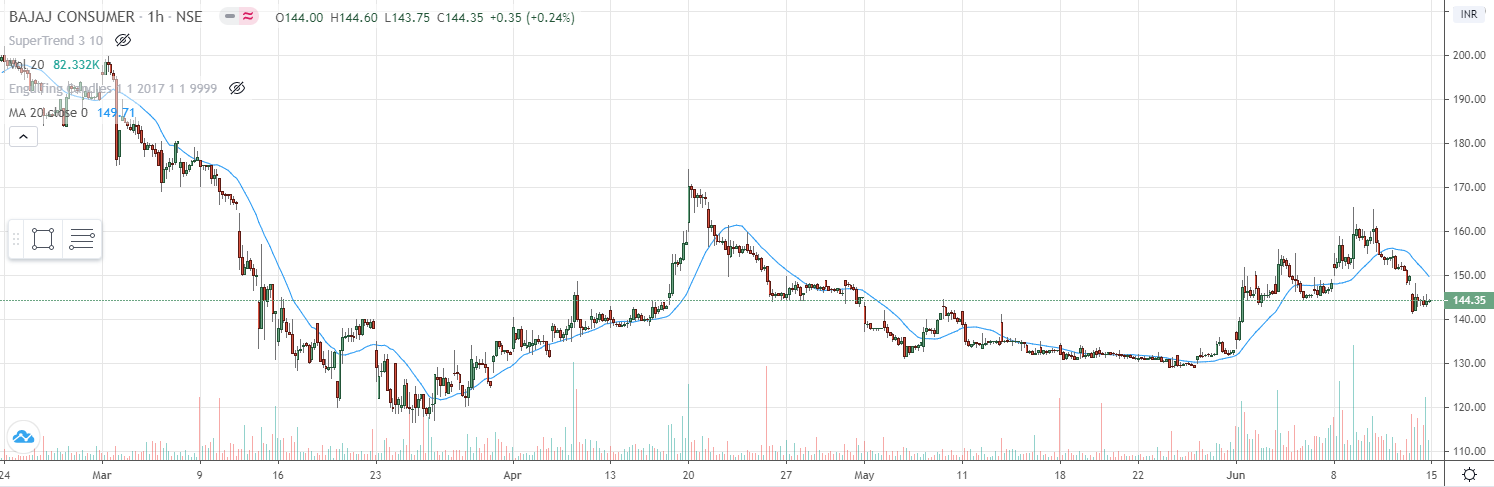 BAJAJ CONSUMER · 1h · NSE O144.00 H144.60 L143.75 C144.35 +0.35 (+0.24%)
INR
SuperTrend 3 10
Vol 20 82.332K
Engulfing Candles 1 1 2017 1 1 9999
MA 20 close 0 149.71
200.00
190.00
180.00
170.00
160.00
150.00
144.35
140.00
130.00
120.00
110.00
24 Mar 9 16 23 Apr 13 20 27 May 11 18 22 Jun 8 15